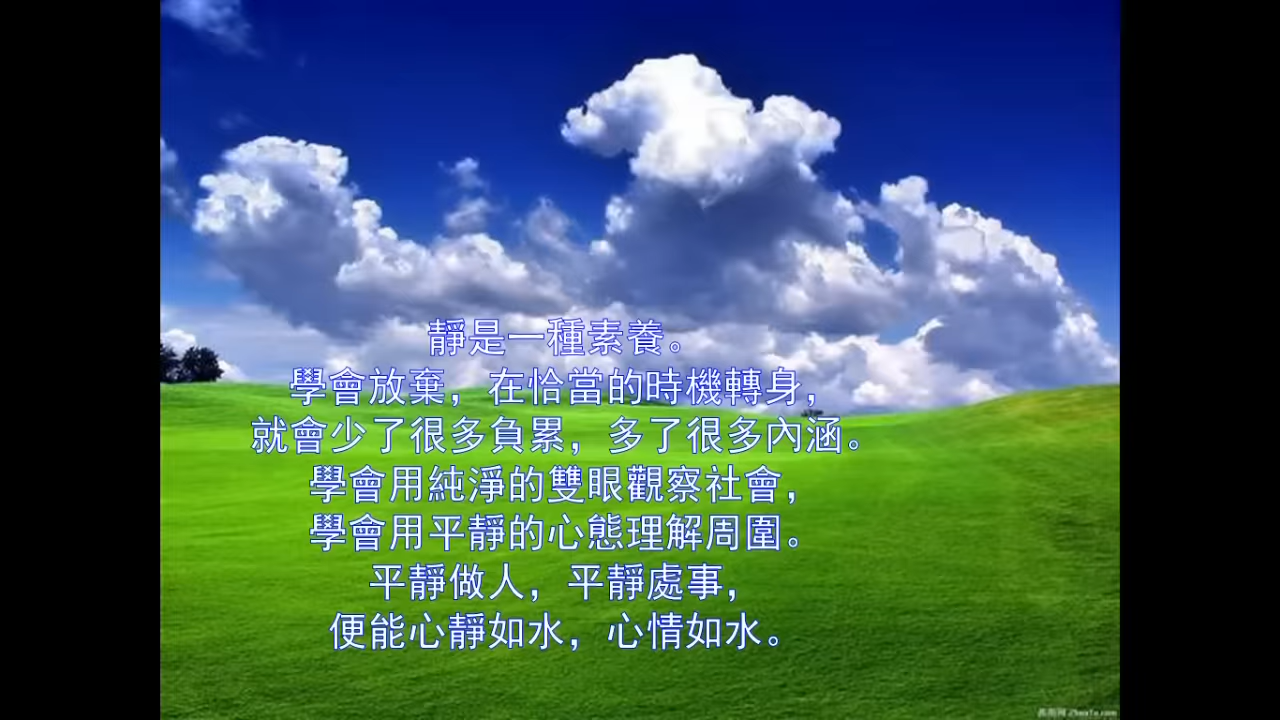 靜是一種素養。
學會放棄，在恰當的時機轉身，
就會少了很多負累，多了很多內涵。
學會用純淨的雙眼觀察社會，
學會用平靜的心態理解周圍。
平靜做人，平靜處事，
便能心靜如水，心情如水。